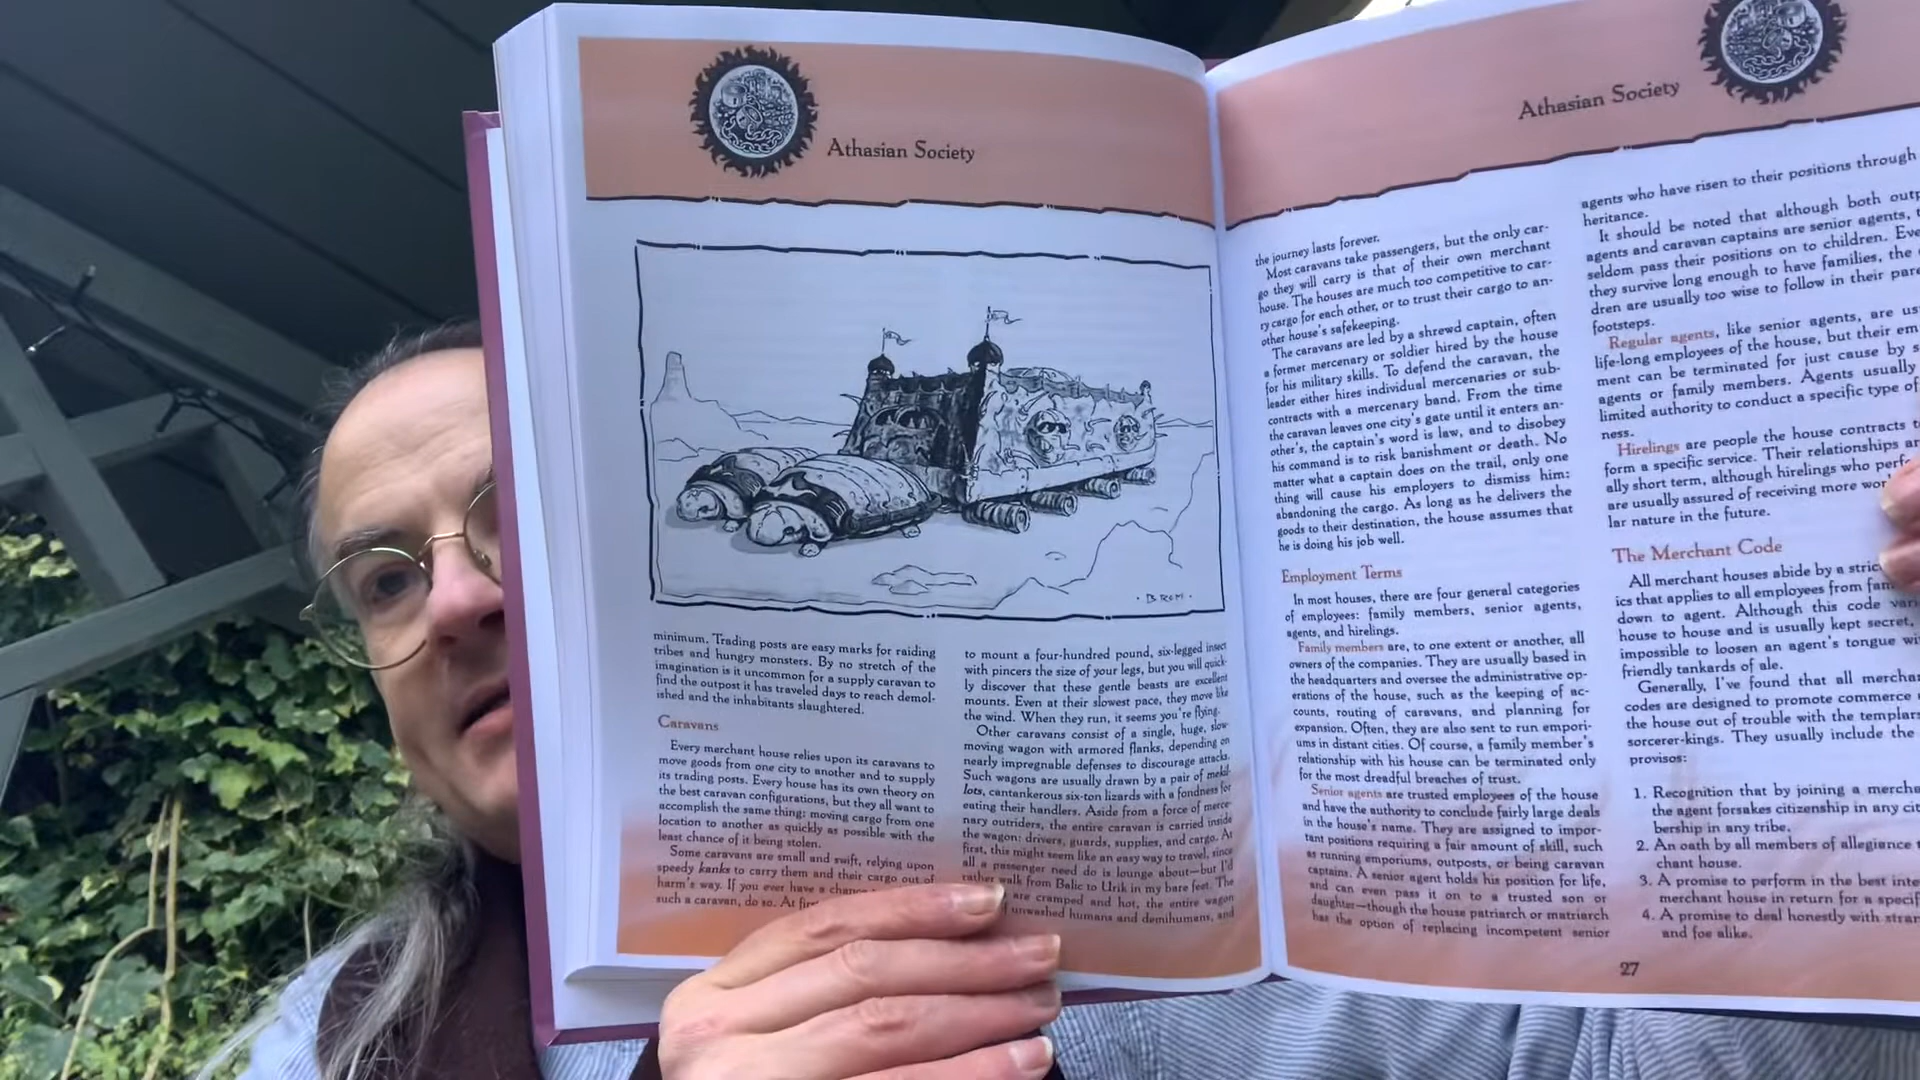 Athasian Society
· BROM ·
minimum. Trading posts are easy marks for raiding
tribes and hungry monsters. By no stretch of the
imagination is it uncommon for a supply caravan to
find the outpost it has traveled days to reach demol-
ished and the inhabitants slaughtered.
Caravans
Every merchant house relies upon its caravans to
move goods from one city to another and to supply
its trading posts. Every house has its own theory on
the best caravan configurations, but they all want to
accomplish the same thing: moving cargo from one
location to another as quickly as possible with the
least chance of it being stolen.
Some caravans are small and swift, relying upon
speedy kanks to carry them and their cargo out of
harm's way. If you ever have a chance
such a caravan, do so. At
to mount a four-hundred pound, six-legged insect
with pincers the size of your legs, but you will quick-
ly discover that these gentle beasts are excellent
mounts. Even at their slowest pace, they move like
the wind. When they run, it seems you're flying.
Other caravans consist of a single, huge, slow-
moving wagon with armored flanks, depending on
nearly impregnable defenses to discourage attacks.
Such wagons are usually drawn by a pair of mekil-
lots, cantankerous six-ton lizards with a fondness for
eating their handlers. Aside from a force of merce-
nary outriders, the entire caravan is carried inside
the wagon: drivers, guards, supplies, and cargo. At
first, this might seem like an easy way to travel, since
all a passenger need do is lounge about—but I'd
rather walk from Balic to Urik in my bare feet. The
are cramped and hot, the entire wagon
unwashed humans and demihumans, and
Athasian Society
the journey lasts forever.
Most caravans take passengers, but the only car-
go they will carry is that of their own merchant
house. The houses are much too competitive to car-
ry cargo for each other, or to trust their cargo to an-
other house's safekeeping.
The caravans are led by a shrewd captain, often
a former mercenary or soldier hired by the house
for his military skills. To defend the caravan, the
leader either hires individual mercenaries or sub-
contracts with a mercenary band. From the time
the caravan leaves one city's gate until it enters an-
other's, the captain's word is law, and to disobey
his command is to risk banishment or death. No
matter what a captain does on the trail, only one
thing will cause his employers to dismiss him:
abandoning the cargo. As long as he delivers the
goods to their destination, the house assumes that
he is doing his job well.
Employment Terms
In most houses, there are four general categories
of employees: family members, senior agents,
agents, and hirelings.
Family members are, to one extent or another, all
owners of the companies. They are usually based in
the headquarters and oversee the administrative op-
erations of the house, such as the keeping of ac-
counts, routing of caravans, and planning for
expansion. Often, they are also sent to run empori-
ums in distant cities. Of course, a family member's
relationship with his house can be terminated only
for the most dreadful breaches of trust.
Senior agents are trusted employees of the house
and have the authority to conclude fairly large deals
in the house's name. They are assigned to impor-
tant positions requiring a fair amount of skill, such
as running emporiums, outposts, or being caravan
captains. A senior agent holds his position for life,
and can even pass it on to a trusted son or
daughter—though the house patriarch or matriarch
has the option of replacing incompetent senior
agents who have risen to their positions through
heritance.
It should be noted that although both
agents and caravan captains are senior agents,
seldom pass their positions on to children.
they survive long enough to have families, the
dren are usually too wise to follow in their
footsteps.
Regular agents, like senior agents, are
life-long employees of the house, but their
ment can be terminated for just cause by
agents or family members. Agents usually
limited authority to conduct a specific type of
ness.
Hirelings are people the house contracts
form a specific service. Their relationships
ally short term, although hirelings who
are usually assured of receiving more
lar nature in the future.
The Merchant Code
All merchant houses abide by a
ics that applies to all employees from
down to agent. Although this code
house to house and is usually kept secret,
impossible to loosen an agent's tongue
friendly tankards of ale.
Generally, I've found that all
codes are designed to promote commerce
the house out of trouble with the templars
sorcerer-kings. They usually include the
provisos:
1. Recognition that by joining a
the agent forsakes citizenship in any
bership in any tribe.
2. An oath by all members of allegiance
chant house.
3. A promise to perform in the best
merchant house in return for a
4. A promise to deal honestly with
and foe alike.
27